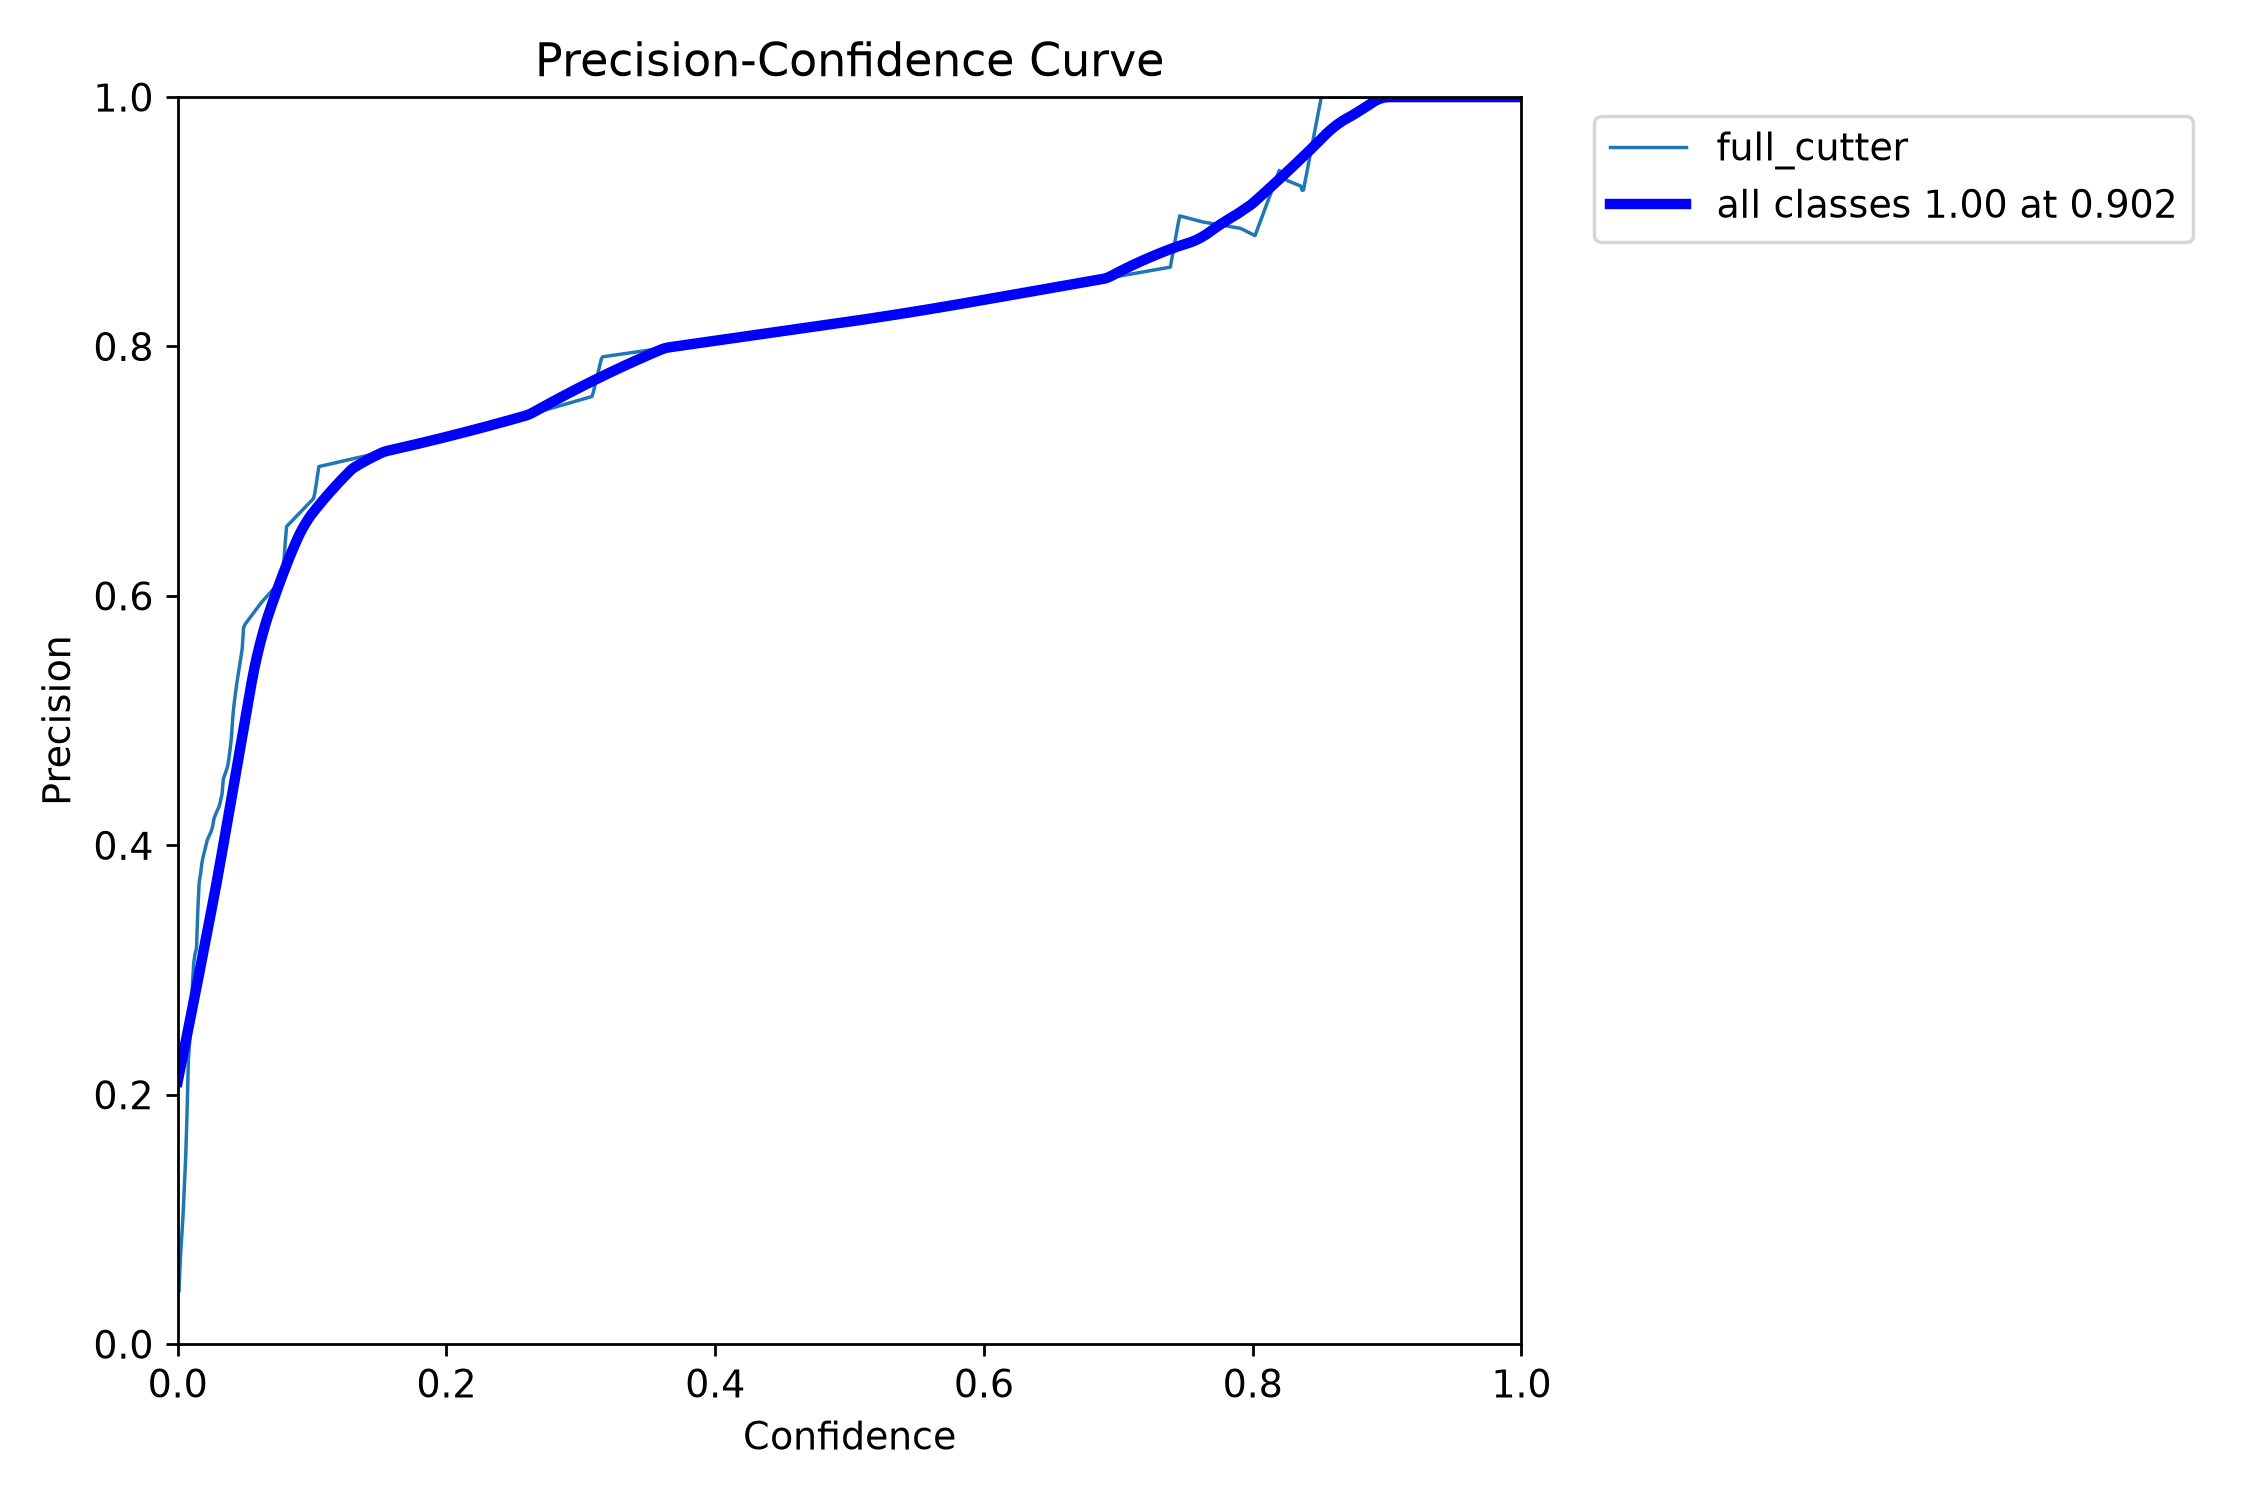 Precision-Confidence Curve
1.0
0.8
0.6
0.4
0.2
0.0
Precision
0.0 0.2 0.4 0.6 0.8 1.0
Confidence
full_cutter
all classes 1.00 at 0.902